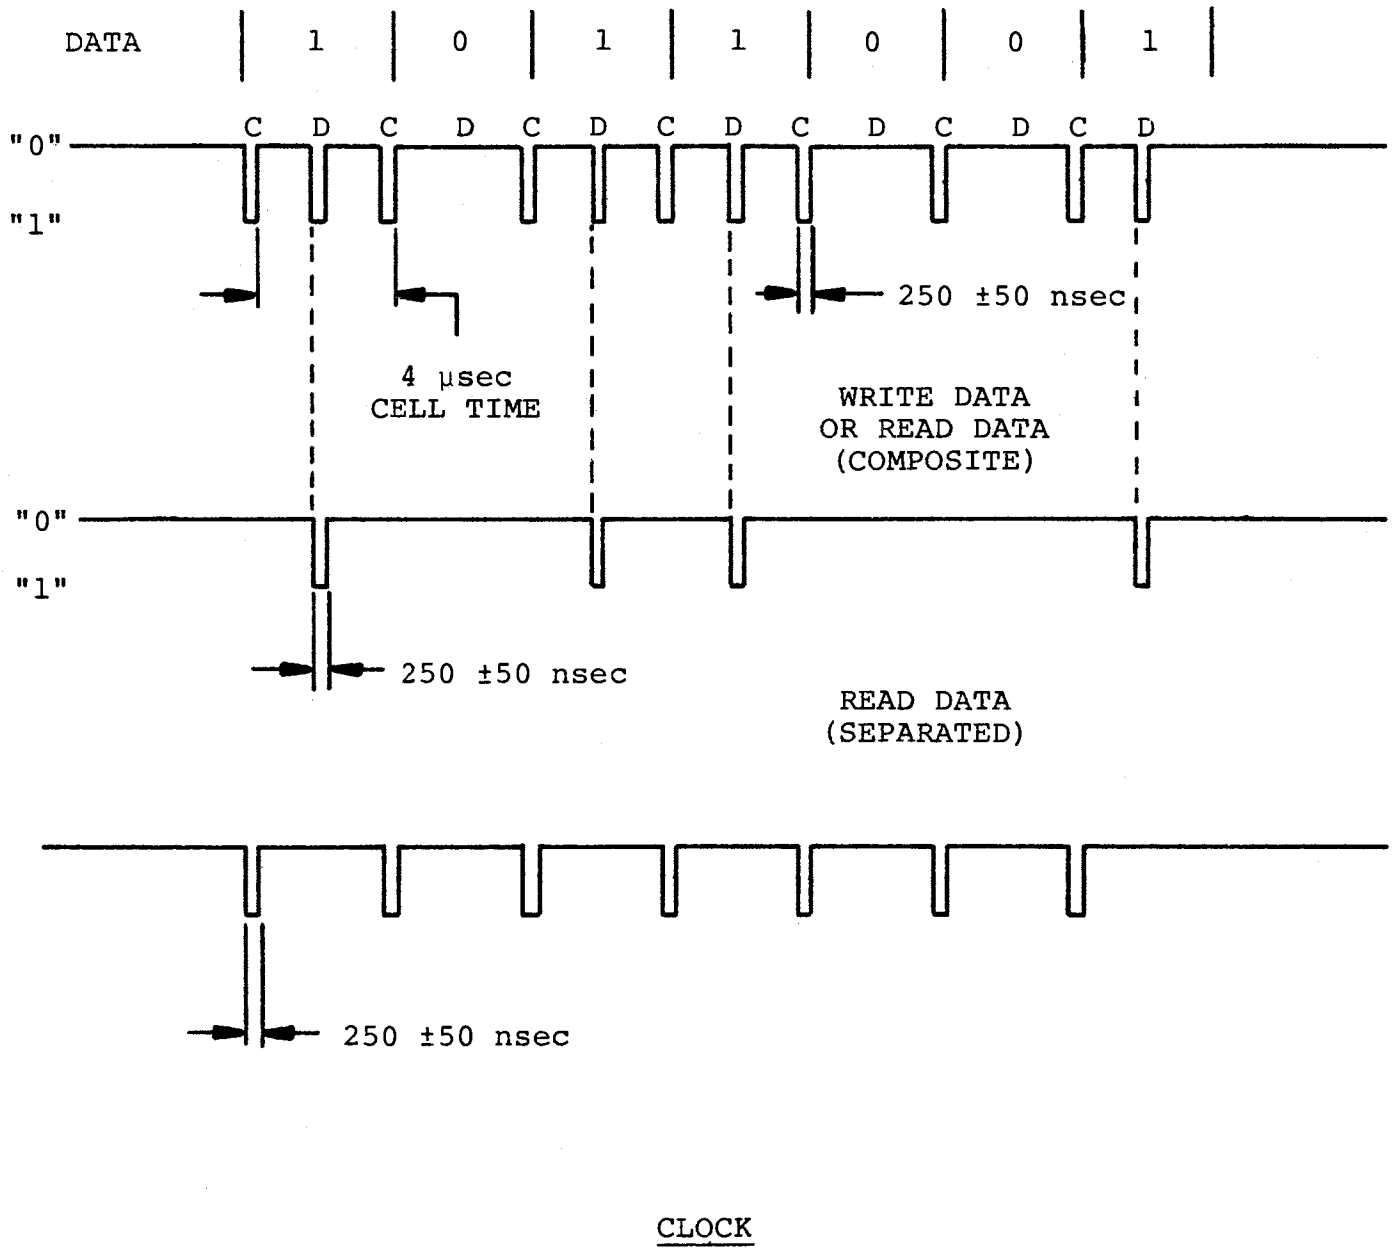 DATA 1 0 1 1 0 0 1
C D C D C D C D C D C D C D
"0"
"1"
250 ±50 nsec
4 μsec
CELL TIME
WRITE DATA
OR READ DATA
(COMPOSITE)
"0"
"1"
250 ±50 nsec
READ DATA
(SEPARATED)
250 ±50 nsec
CLOCK